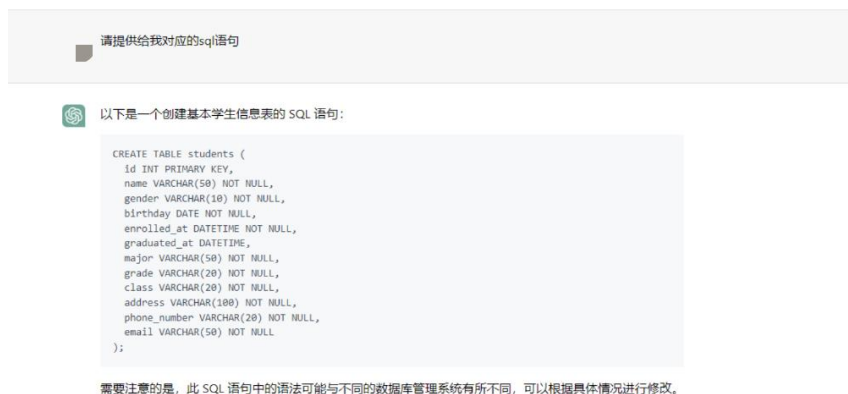 请提供给我对应的sql语句
以下是一个创建基本学生信息表的 SQL 语句：
CREATE TABLE students (
  id INT PRIMARY KEY,
  name VARCHAR(50) NOT NULL,
  gender VARCHAR(10) NOT NULL,
  birthday DATE NOT NULL,
  enrolled_at DATETIME NOT NULL,
  graduated_at DATETIME,
  major VARCHAR(50) NOT NULL,
  grade VARCHAR(20) NOT NULL,
  class VARCHAR(20) NOT NULL,
  address VARCHAR(100) NOT NULL,
  phone_number VARCHAR(20) NOT NULL,
  email VARCHAR(50) NOT NULL
);
需要注意的是，此 SQL 语句中的语法可能与不同的数据库管理系统有所不同，可以根据具体情况进行修改。